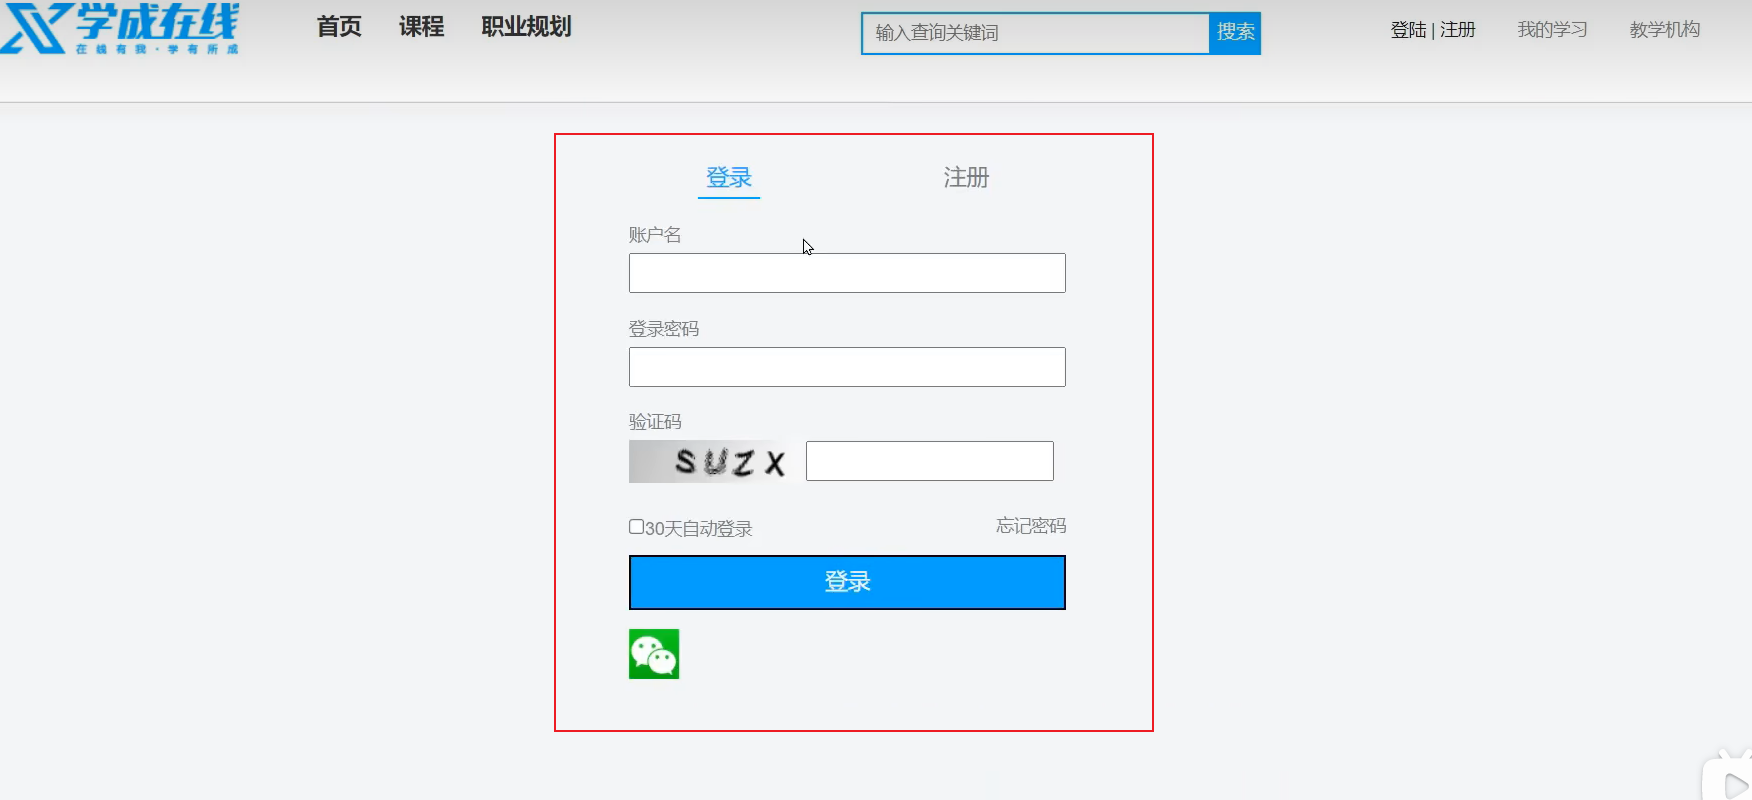 学成在线
在线有我·学有所成
首页 课程 职业规划
输入查询关键词 搜索
登陆 | 注册 我的学习 教学机构
登录 注册
账户名
登录密码
验证码
SUZX
30天自动登录 忘记密码
登录